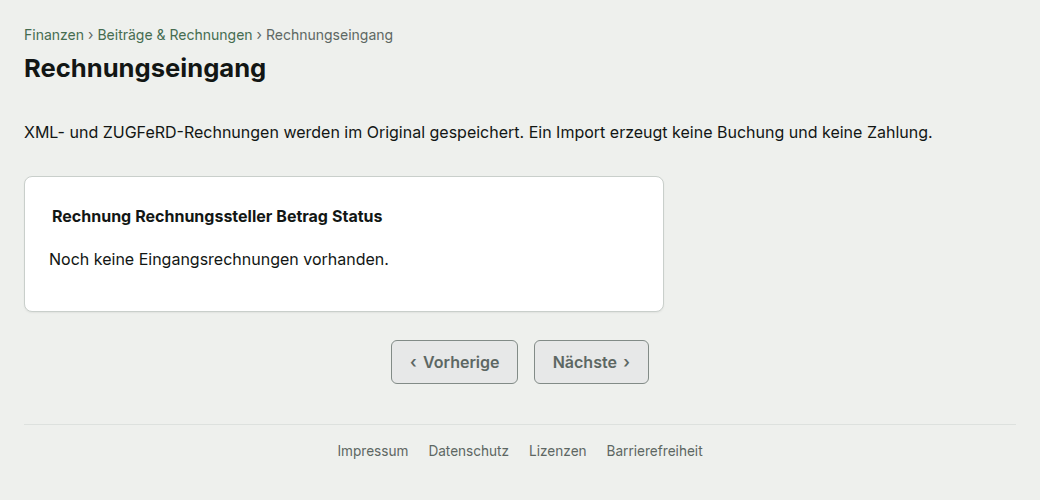 Finanzen › Beiträge & Rechnungen › Rechnungseingang
Rechnungseingang
XML- und ZUGFeRD-Rechnungen werden im Original gespeichert. Ein Import erzeugt keine Buchung und keine Zahlung.
Rechnung Rechnungssteller Betrag Status
Noch keine Eingangsrechnungen vorhanden.
‹ Vorherige Nächste ›
Impressum Datenschutz Lizenzen Barrierefreiheit